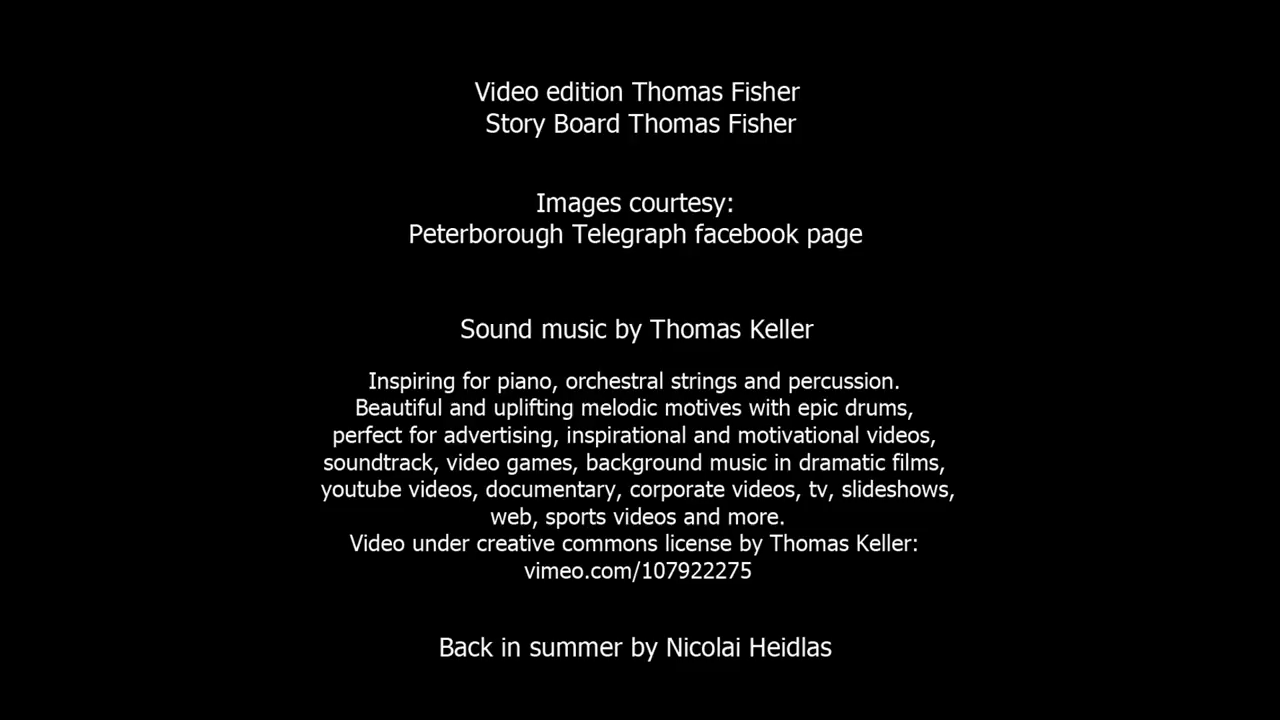 Video edition Thomas Fisher
Story Board Thomas Fisher
Images courtesy:
Peterborough Telegraph facebook page
Sound music by Thomas Keller
Inspiring for piano, orchestral strings and percussion.
Beautiful and uplifting melodic motives with epic drums,
perfect for advertising, inspirational and motivational videos,
soundtrack, video games, background music in dramatic films,
youtube videos, documentary, corporate videos, tv, slideshows,
web, sports videos and more.
Video under creative commons license by Thomas Keller:
vimeo.com/107922275
Back in summer by Nicolai Heidlas